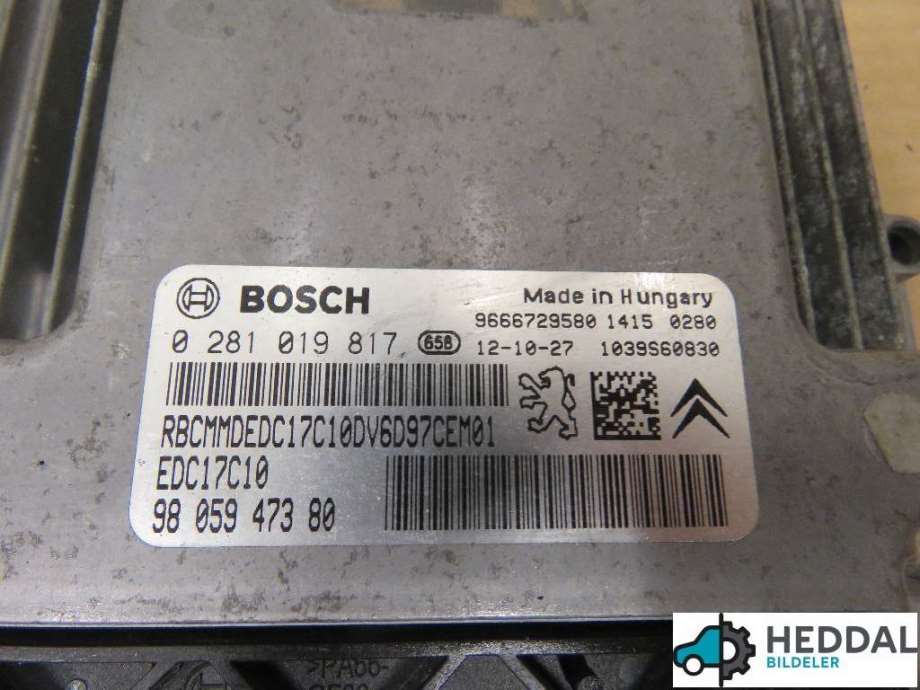 BOSCH
Made in Hungary
9666729580 1415 0280
0 281 019 817 658 12-10-27 1039S60830
RBCMMDEDC17C10DV6D97CEM01
EDC17C10
98 059 473 80
>PA66-
HEDDAL
BILDELER